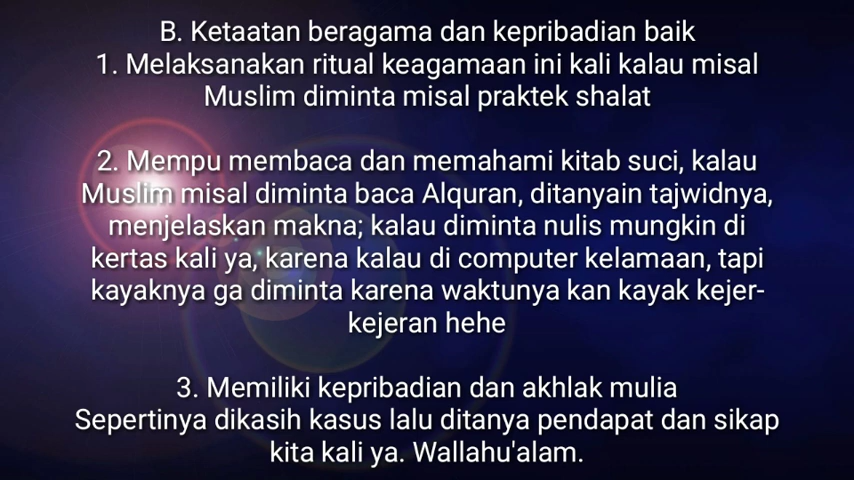 B. Ketaatan beragama dan kepribadian baik
1. Melaksanakan ritual keagamaan ini kali kalau misal
Muslim diminta misal praktek shalat
2. Mempu membaca dan memahami kitab suci, kalau
Muslim misal diminta baca Alquran, ditanyain tajwidnya,
menjelaskan makna; kalau diminta nulis mungkin di
kertas kali ya, karena kalau di computer kelamaan, tapi
kayaknya ga diminta karena waktunya kan kayak kejer-
kejeran hehe
3. Memiliki kepribadian dan akhlak mulia
Sepertinya dikasih kasus lalu ditanya pendapat dan sikap
kita kali ya. Wallahu'alam.